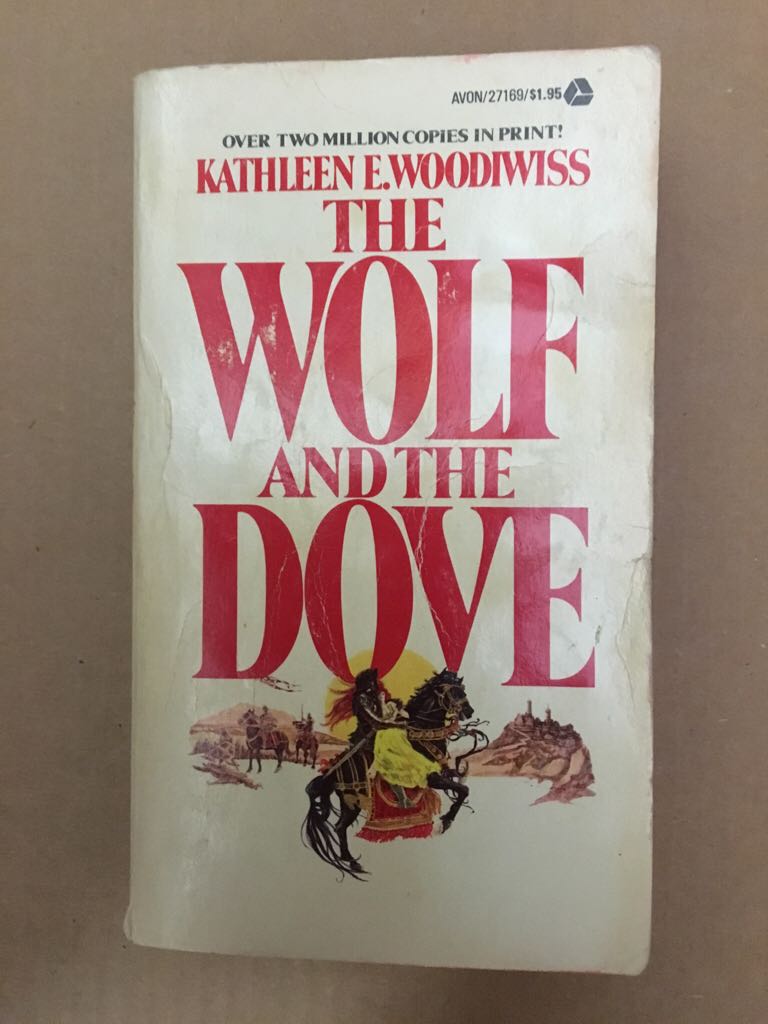 AVON/27169/$1.95
OVER TWO MILLION COPIES IN PRINT!
KATHLEEN E. WOODIWISS
THE
WOLF
AND THE
DOVE